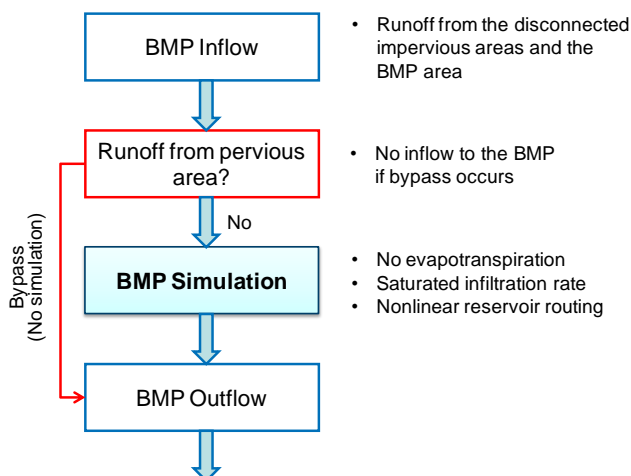 BMP Inflow
• Runoff from the disconnected
impervious areas and the
BMP area
Runoff from pervious
area?
• No inflow to the BMP
if bypass occurs
No
Bypass
(No simulation)
BMP Simulation
• No evapotranspiration
• Saturated infiltration rate
• Nonlinear reservoir routing
BMP Outflow